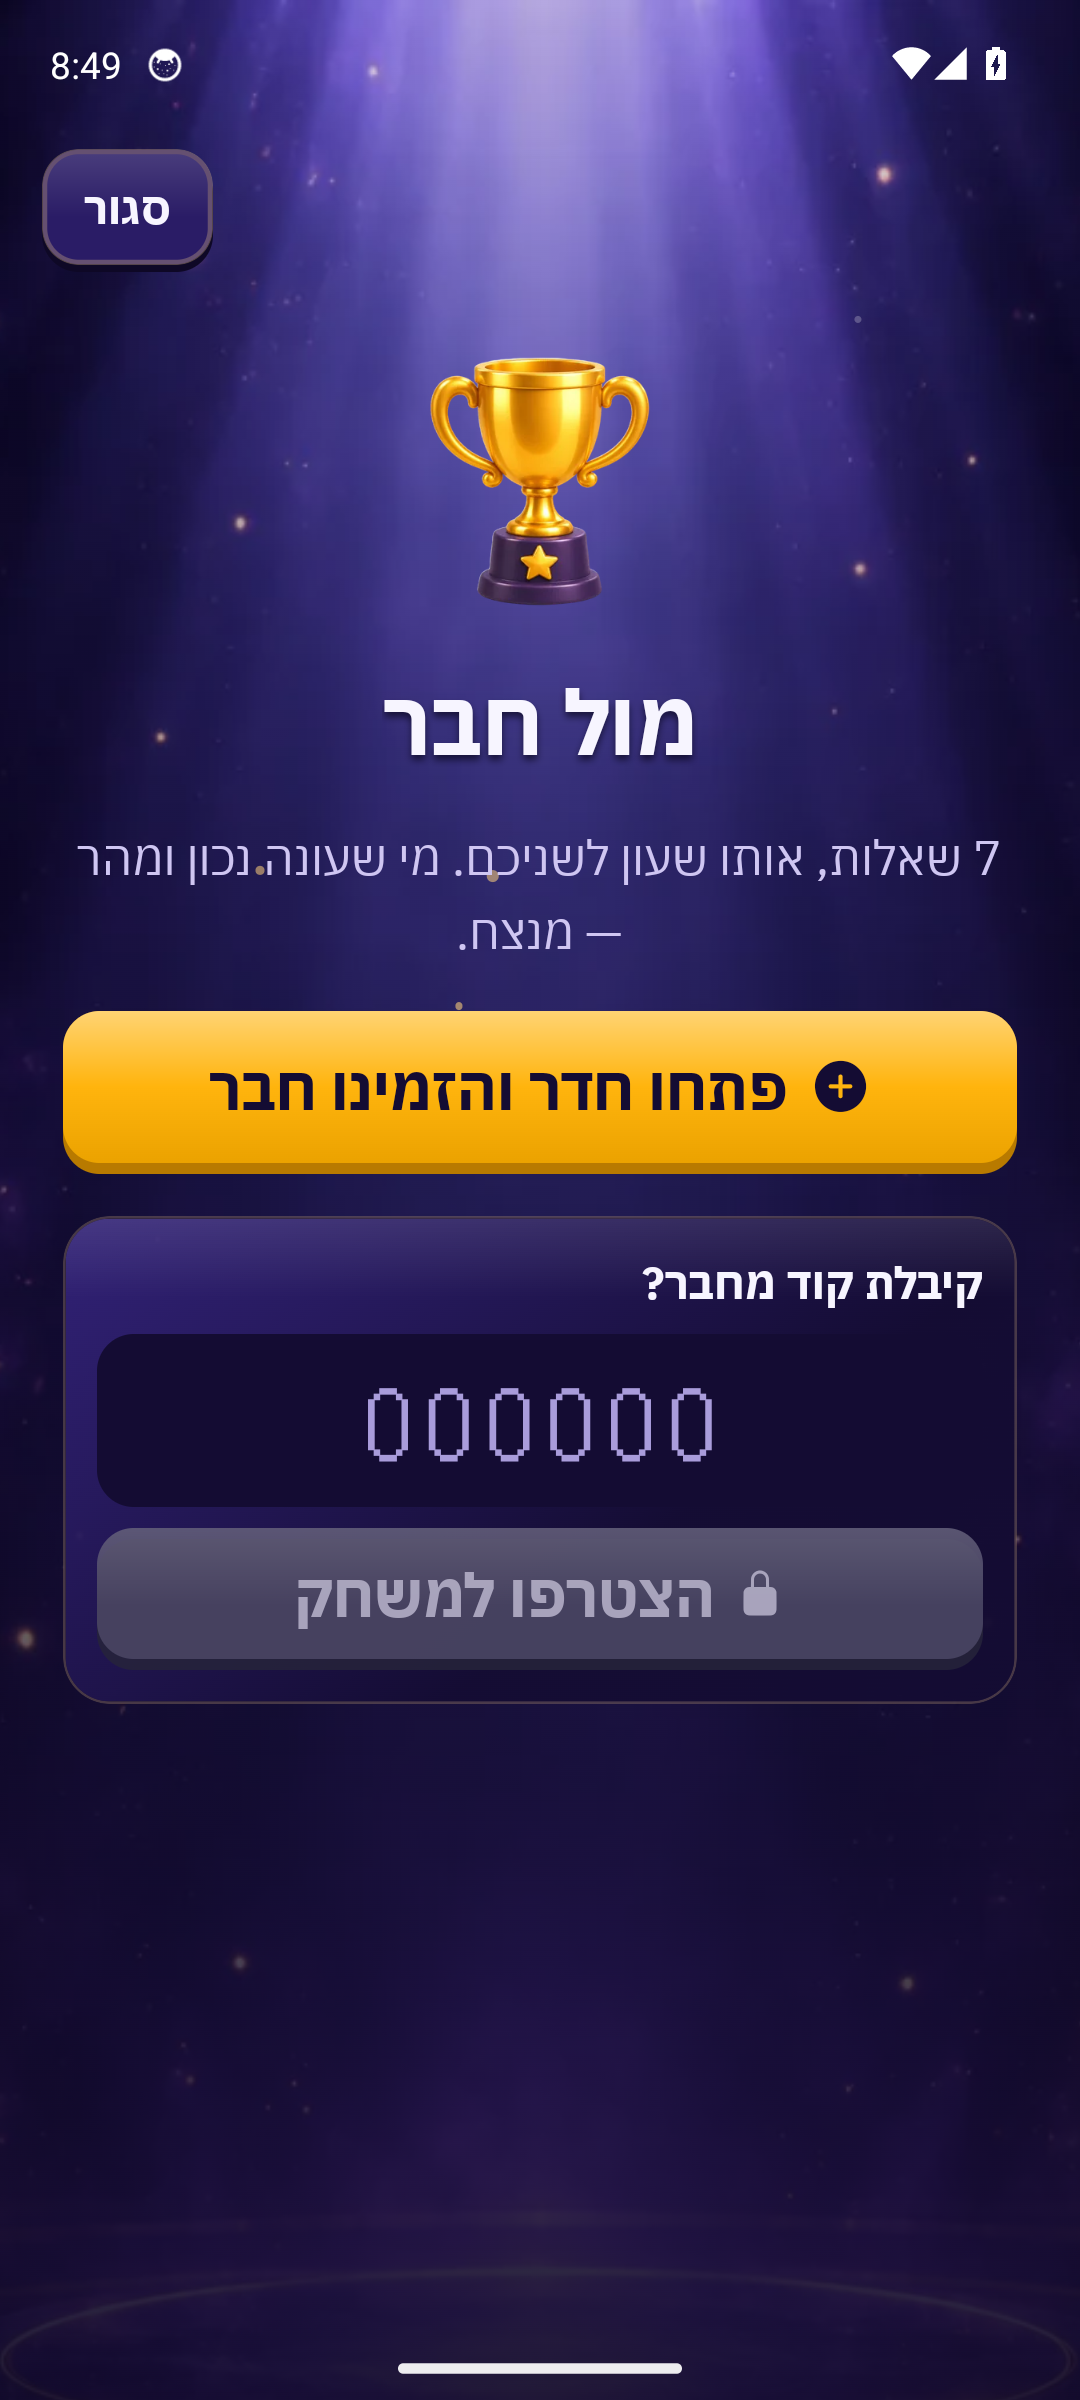 8:49
סגור
מול חבר
7 שאלות, אותו שעון לשניכם. מי שעונה נכון ומהר
— מנצח.
פתחו חדר והזמינו חבר
קיבלת קוד מחבר?
000000
הצטרפו למשחק